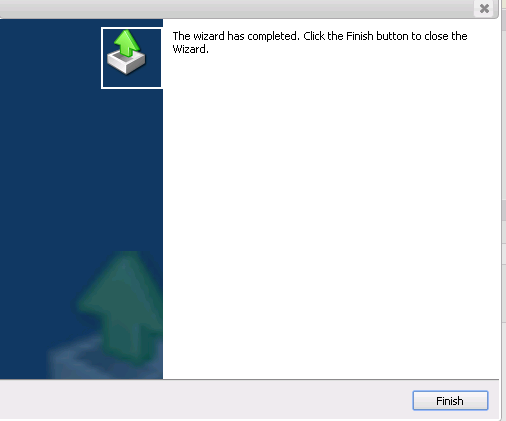 The wizard has completed. Click the Finish button to close the
Wizard.
Finish